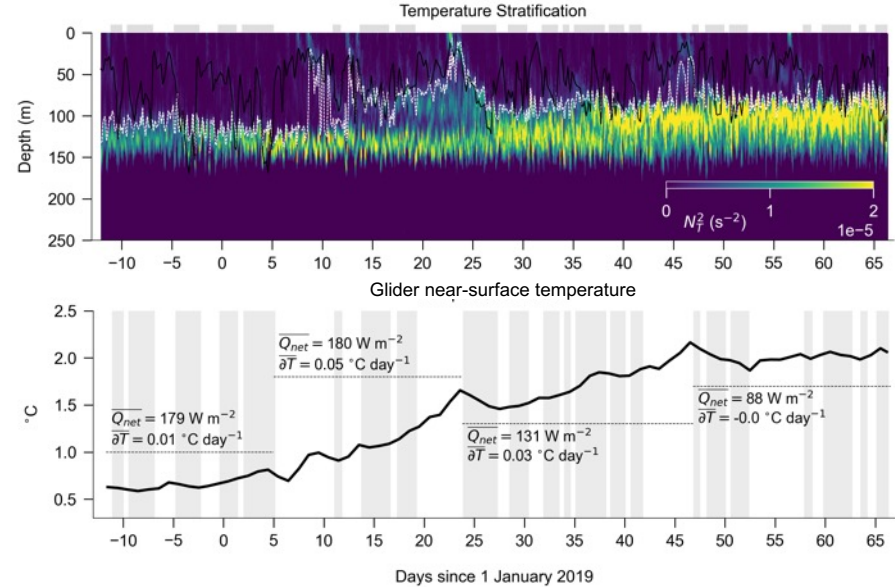 Temperature Stratification
Depth (m)
0
50
100
150
200
250
0 1 2
N²_T (s⁻²)
1e−5
−10 −5 0 5 10 15 20 25 30 35 40 45 50 55 60 65
Glider near-surface temperature
°C
2.5
2.0
1.5
1.0
0.5
Q_net = 179 W m⁻²
∂T = 0.01 °C day⁻¹
Q_net = 180 W m⁻²
∂T = 0.05 °C day⁻¹
Q_net = 131 W m⁻²
∂T = 0.03 °C day⁻¹
Q_net = 88 W m⁻²
∂T = -0.0 °C day⁻¹
−10 −5 0 5 10 15 20 25 30 35 40 45 50 55 60 65
Days since 1 January 2019